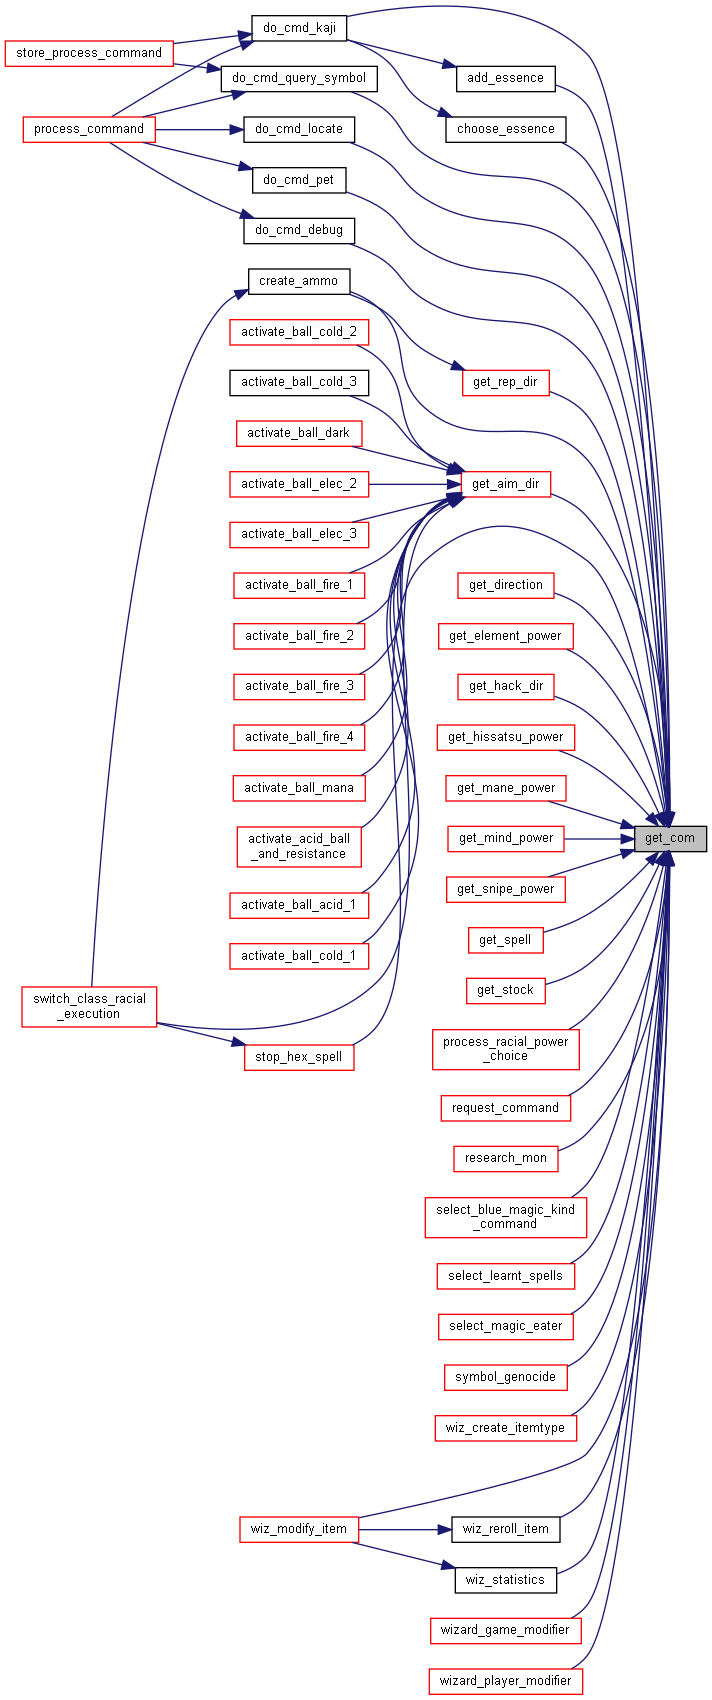 do_cmd_kaji
store_process_command
do_cmd_query_symbol
add_essence
process_command
do_cmd_locate
choose_essence
do_cmd_pet
do_cmd_debug
create_ammo
activate_ball_cold_2
activate_ball_cold_3
get_rep_dir
activate_ball_dark
activate_ball_elec_2
get_aim_dir
activate_ball_elec_3
activate_ball_fire_1
get_direction
activate_ball_fire_2
get_element_power
activate_ball_fire_3
get_hack_dir
activate_ball_fire_4
get_hissatsu_power
activate_ball_mana
get_mane_power
activate_acid_ball
_and_resistance
get_mind_power
get_com
activate_ball_acid_1
get_snipe_power
activate_ball_cold_1
get_spell
switch_class_racial
_execution
get_stock
stop_hex_spell
process_racial_power
_choice
request_command
research_mon
select_blue_magic_kind
_command
select_learnt_spells
select_magic_eater
symbol_genocide
wiz_create_itemtype
wiz_modify_item
wiz_reroll_item
wiz_statistics
wizard_game_modifier
wizard_player_modifier